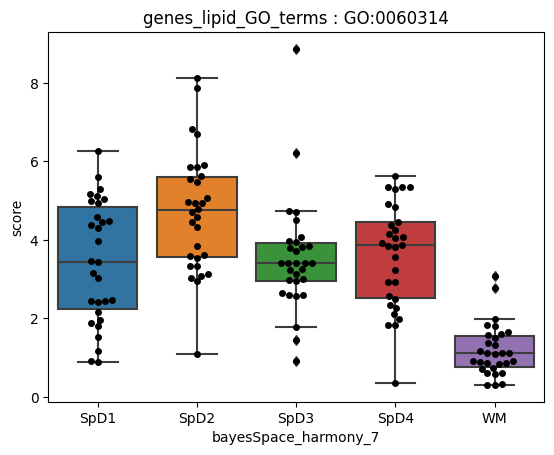 genes_lipid_GO_terms : GO:0060314
8
6
4
2
0
score
SpD1 SpD2 SpD3 SpD4 WM
bayesSpace_harmony_7